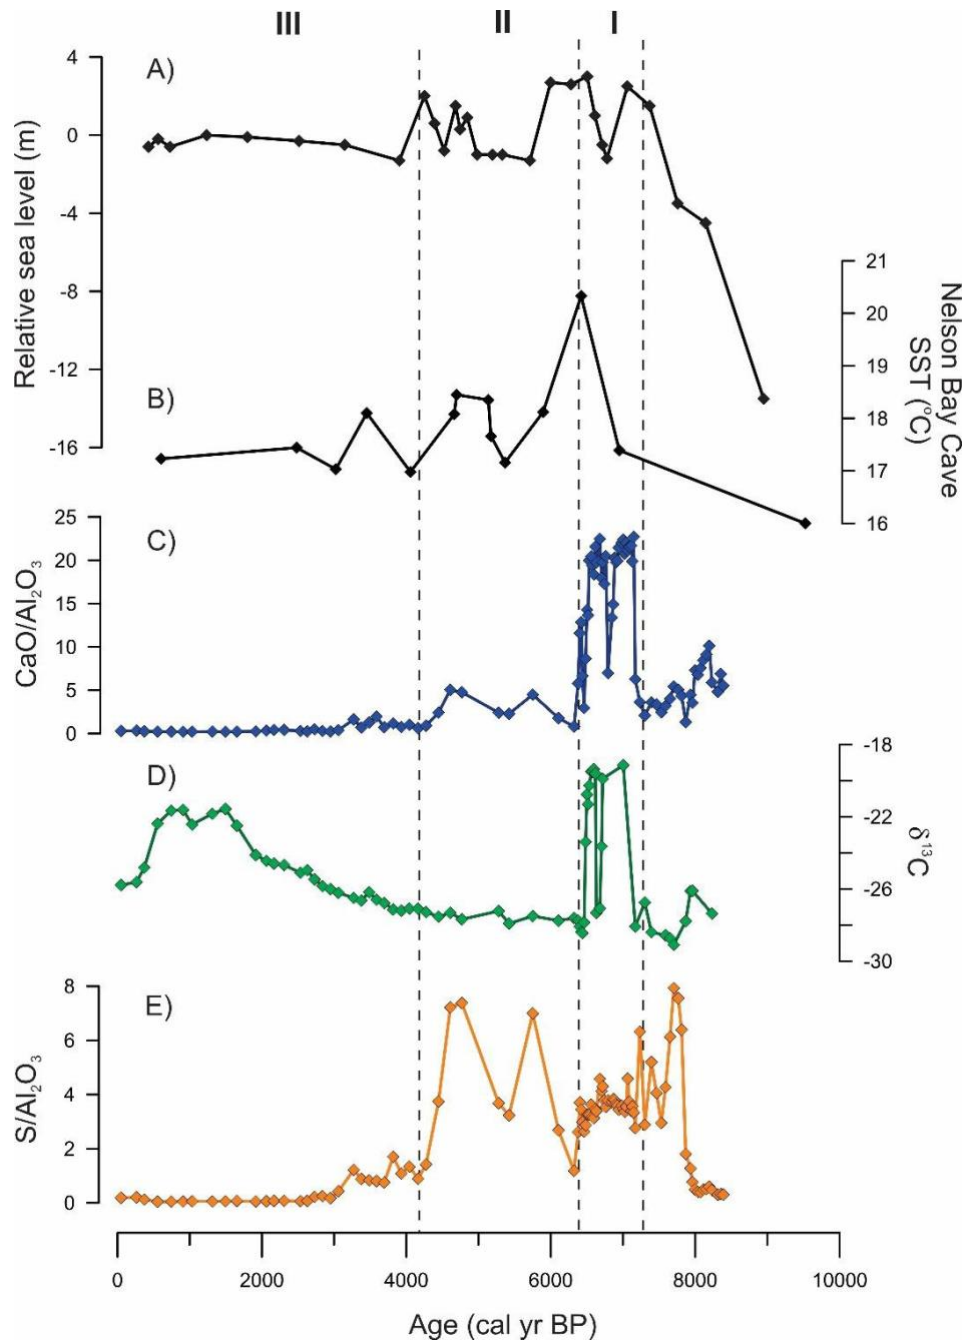 III II I
A)
4
0
-4
-8
-12
-16
Relative sea level (m)
B)
21
20
19
18
17
16
Nelson Bay Cave
SST (°C)
C)
25
20
15
10
5
0
CaO/Al₂O₃
D)
-18
-22
-26
-30
δ¹³C
E)
8
6
4
2
0
S/Al₂O₃
0 2000 4000 6000 8000 10000
Age (cal yr BP)